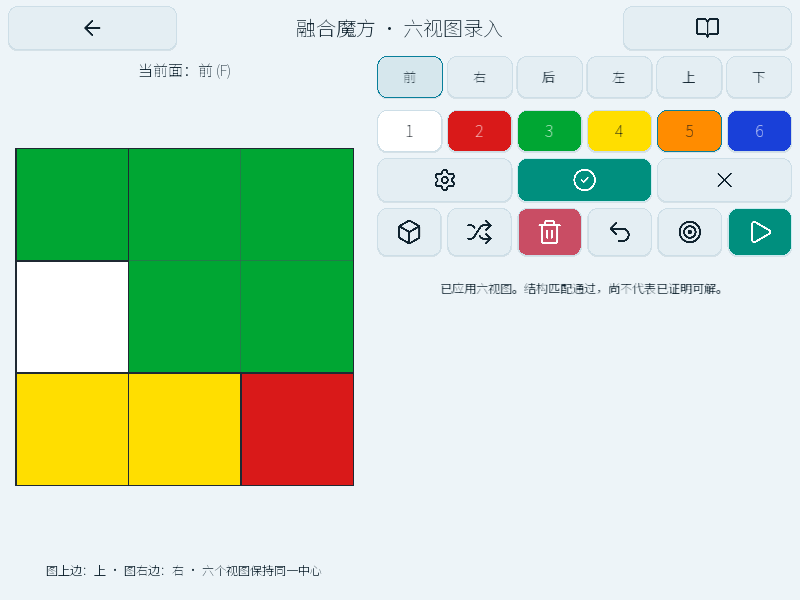 融合魔方 · 六视图录入
当前面：前 (F)
前 右 后 左 上 下
1 2 3 4 5 6
已应用六视图。结构匹配通过，尚不代表已证明可解。
图上边：上 · 图右边：右 · 六个视图保持同一中心